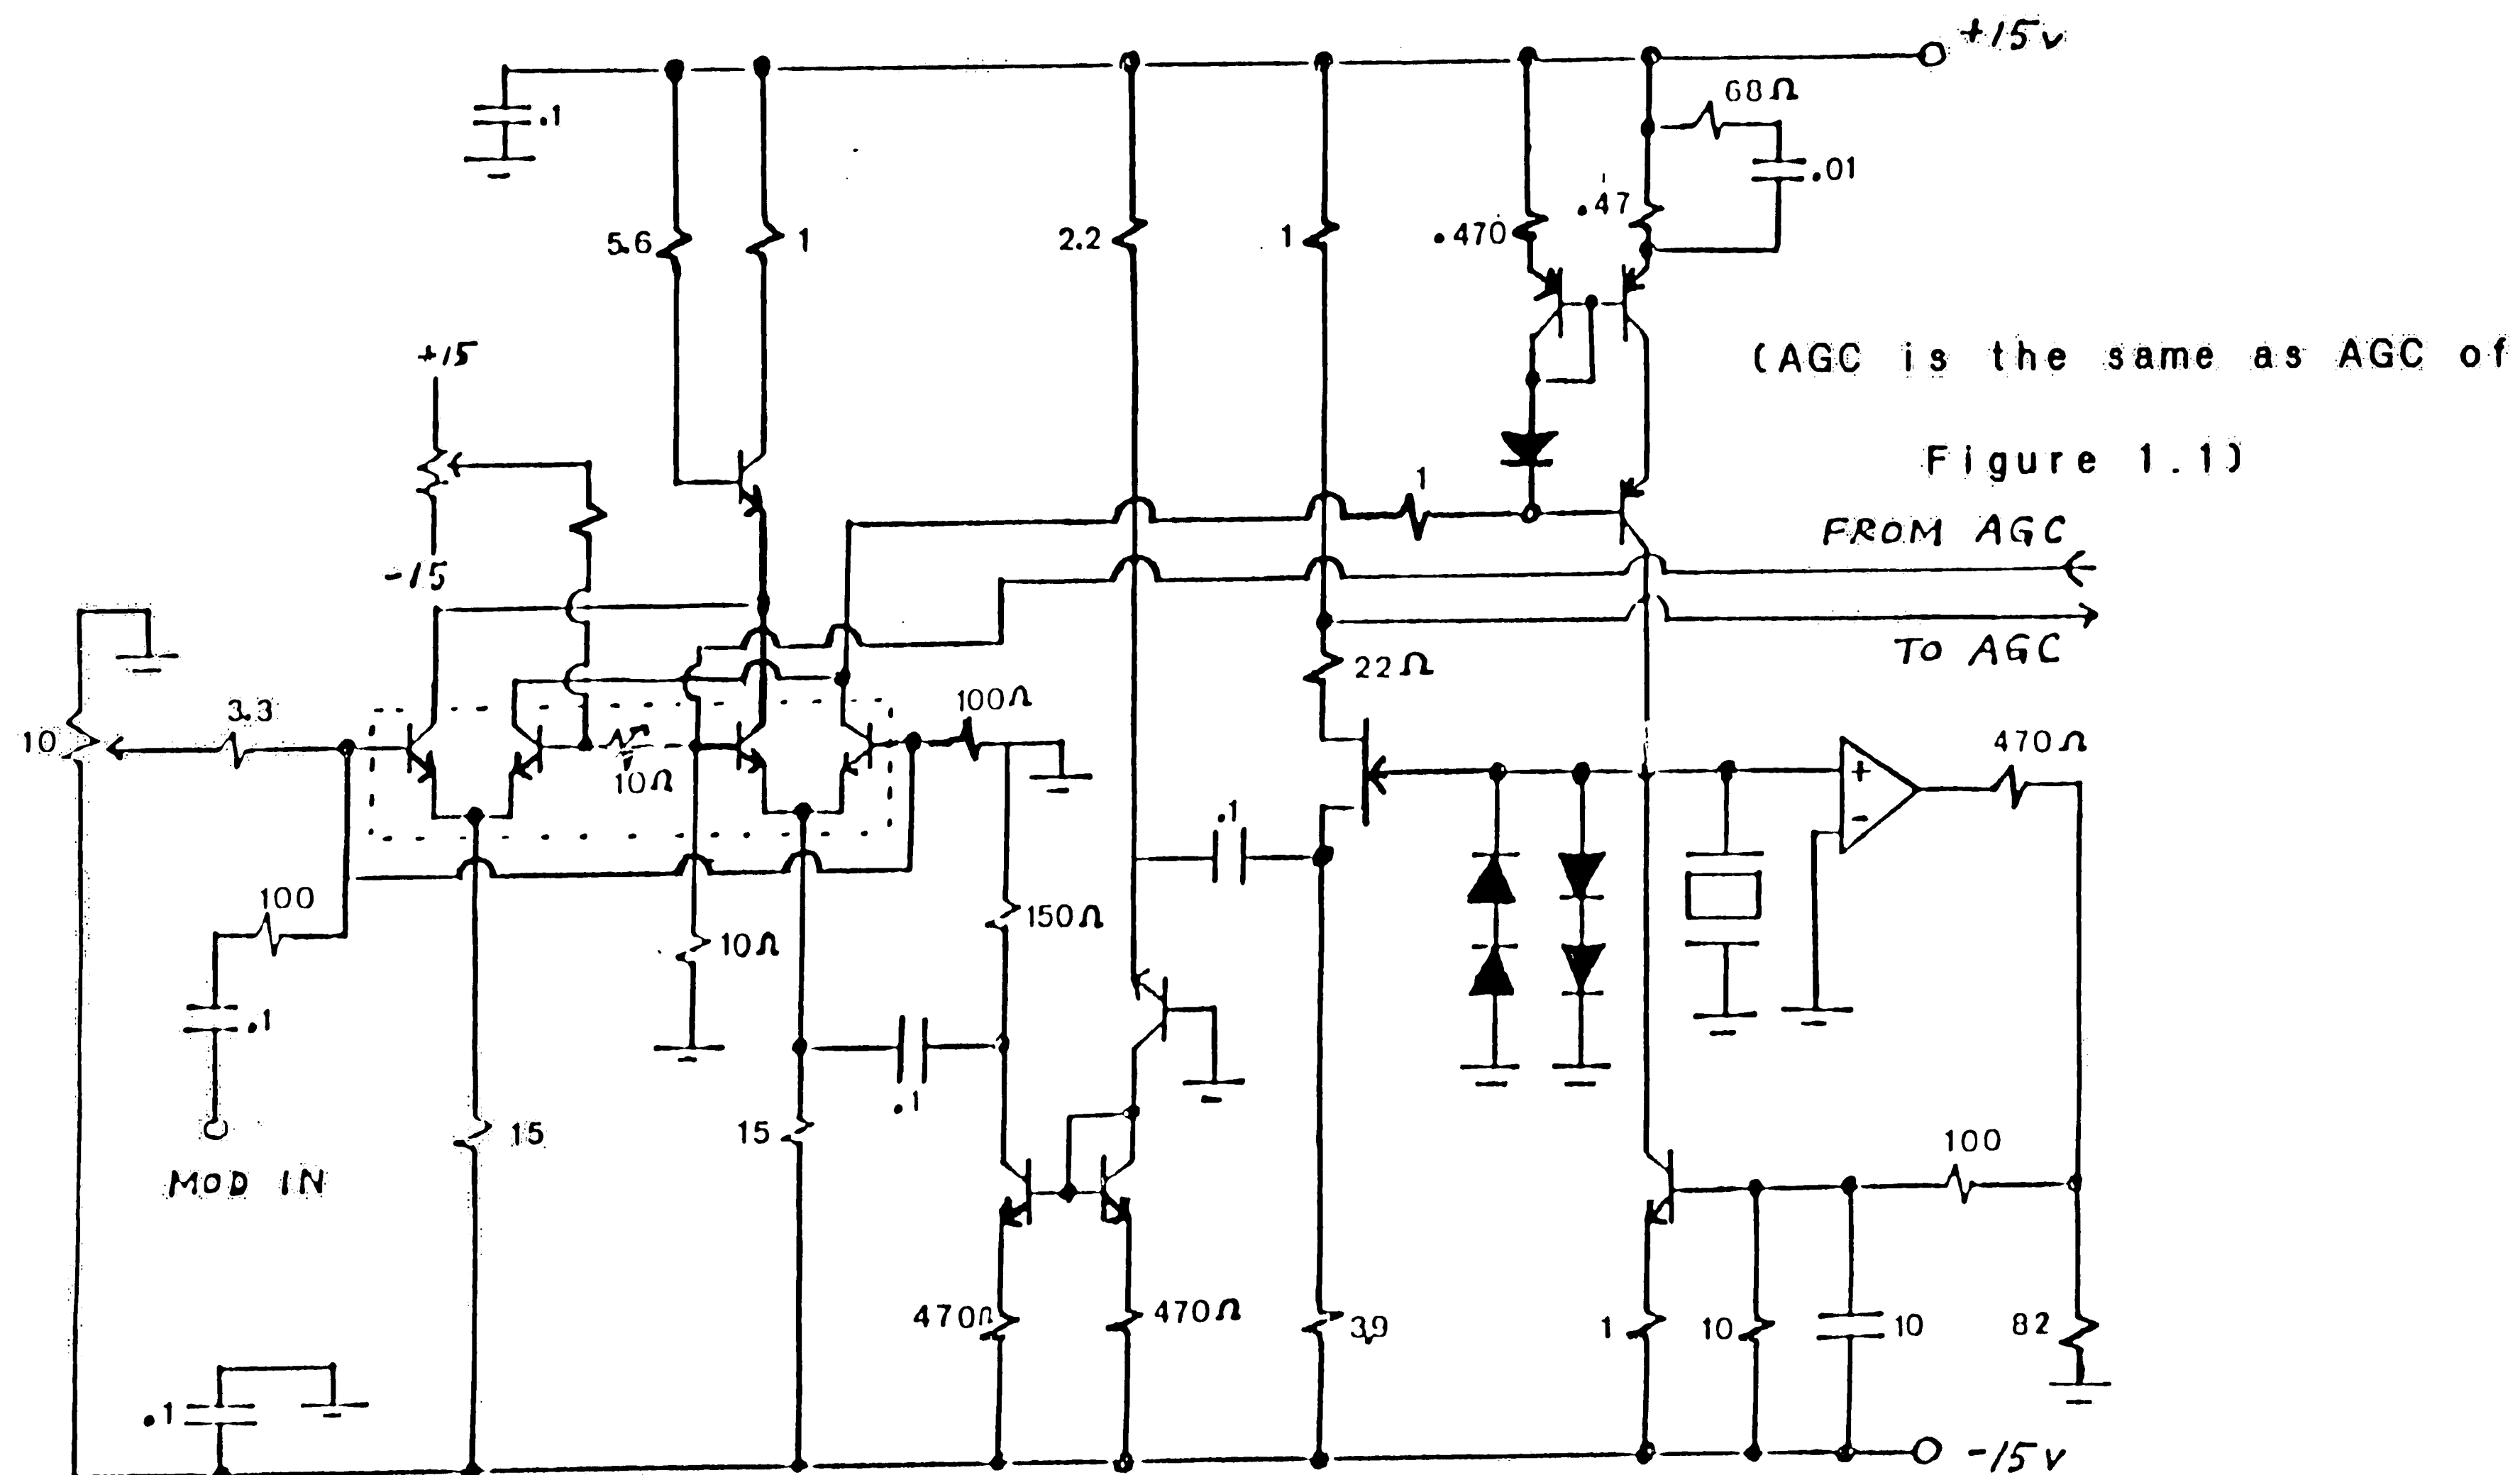 +15v
68Ω
.1
.01
.47
5.6
1
2.2
1
.470
+15
(AGC is the same as AGC of
Figure 1.1)
1
FROM AGC
-15
TO AGC
22Ω
3.3
100Ω
10
10Ω
470Ω
+
-
.1
100
150Ω
10Ω
.1
.1
15
15
100
MOD IN
470Ω
470Ω
39
1
10
10
82
.1
-15v